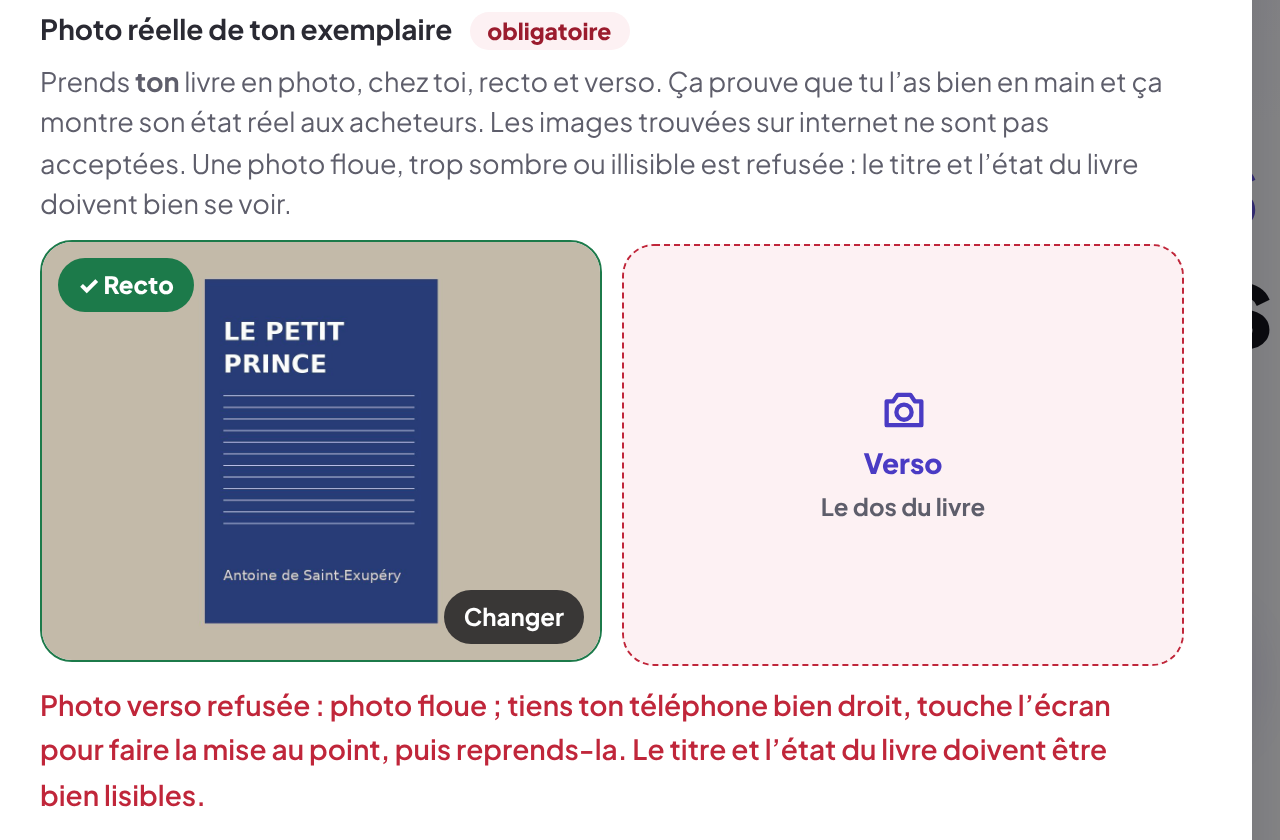 Photo réelle de ton exemplaire obligatoire
Prends ton livre en photo, chez toi, recto et verso. Ça prouve que tu l’as bien en main et ça
montre son état réel aux acheteurs. Les images trouvées sur internet ne sont pas
acceptées. Une photo floue, trop sombre ou illisible est refusée : le titre et l’état du livre
doivent bien se voir.
✓ Recto
LE PETIT
PRINCE
Antoine de Saint-Exupéry
Changer
Verso
Le dos du livre
Photo verso refusée : photo floue ; tiens ton téléphone bien droit, touche l’écran
pour faire la mise au point, puis reprends-la. Le titre et l’état du livre doivent être
bien lisibles.